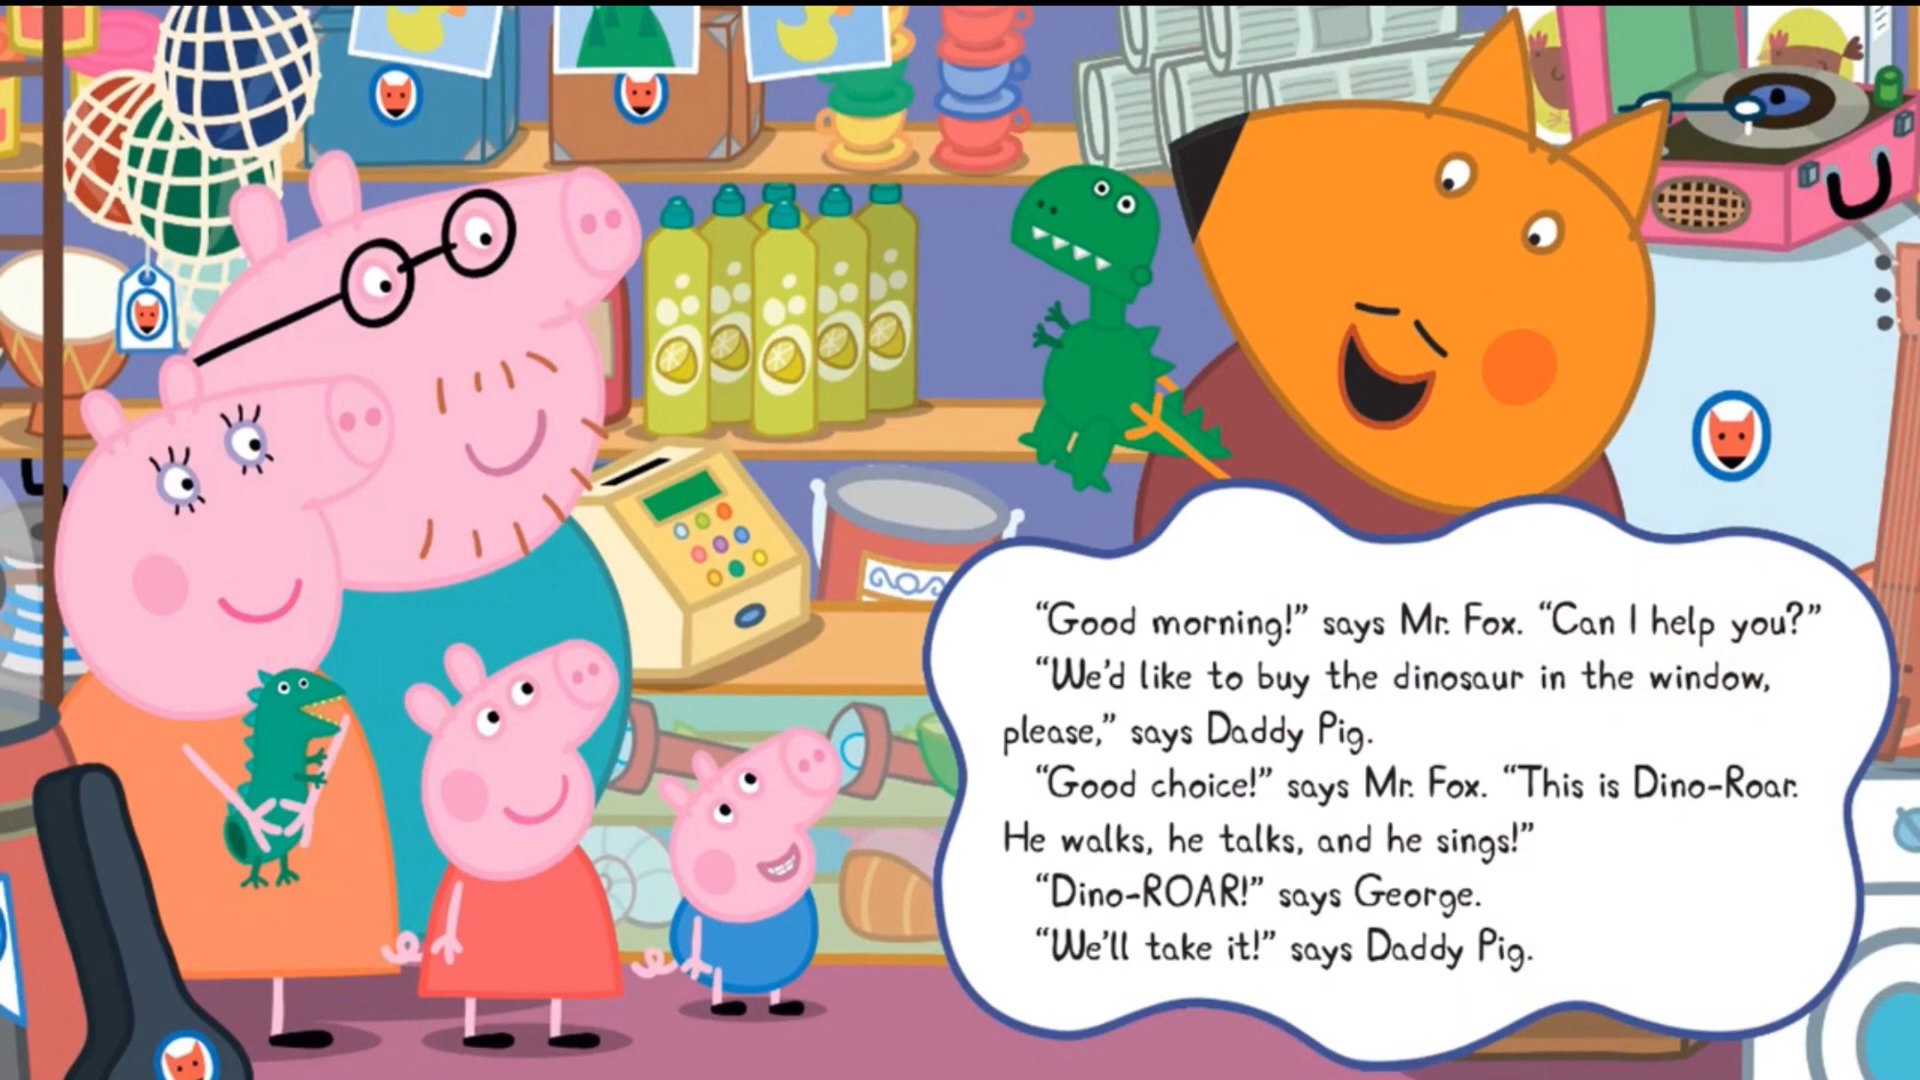 “Good morning!” says Mr. Fox. “Can I help you?”
“We’d like to buy the dinosaur in the window,
please,” says Daddy Pig.
“Good choice!” says Mr. Fox. “This is Dino-Roar.
He walks, he talks, and he sings!”
“Dino-ROAR!” says George.
“We’ll take it!” says Daddy Pig.